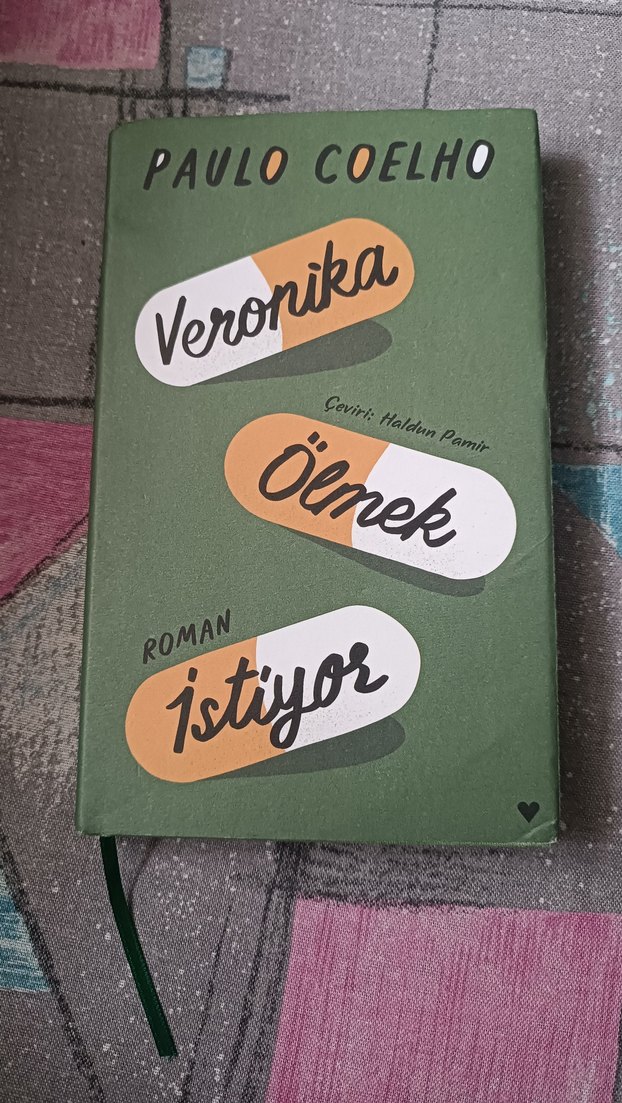 PAULO COELHO
Veronika
Çeviri: Haldun Pamir
Ölmek
ROMAN
İstiyor